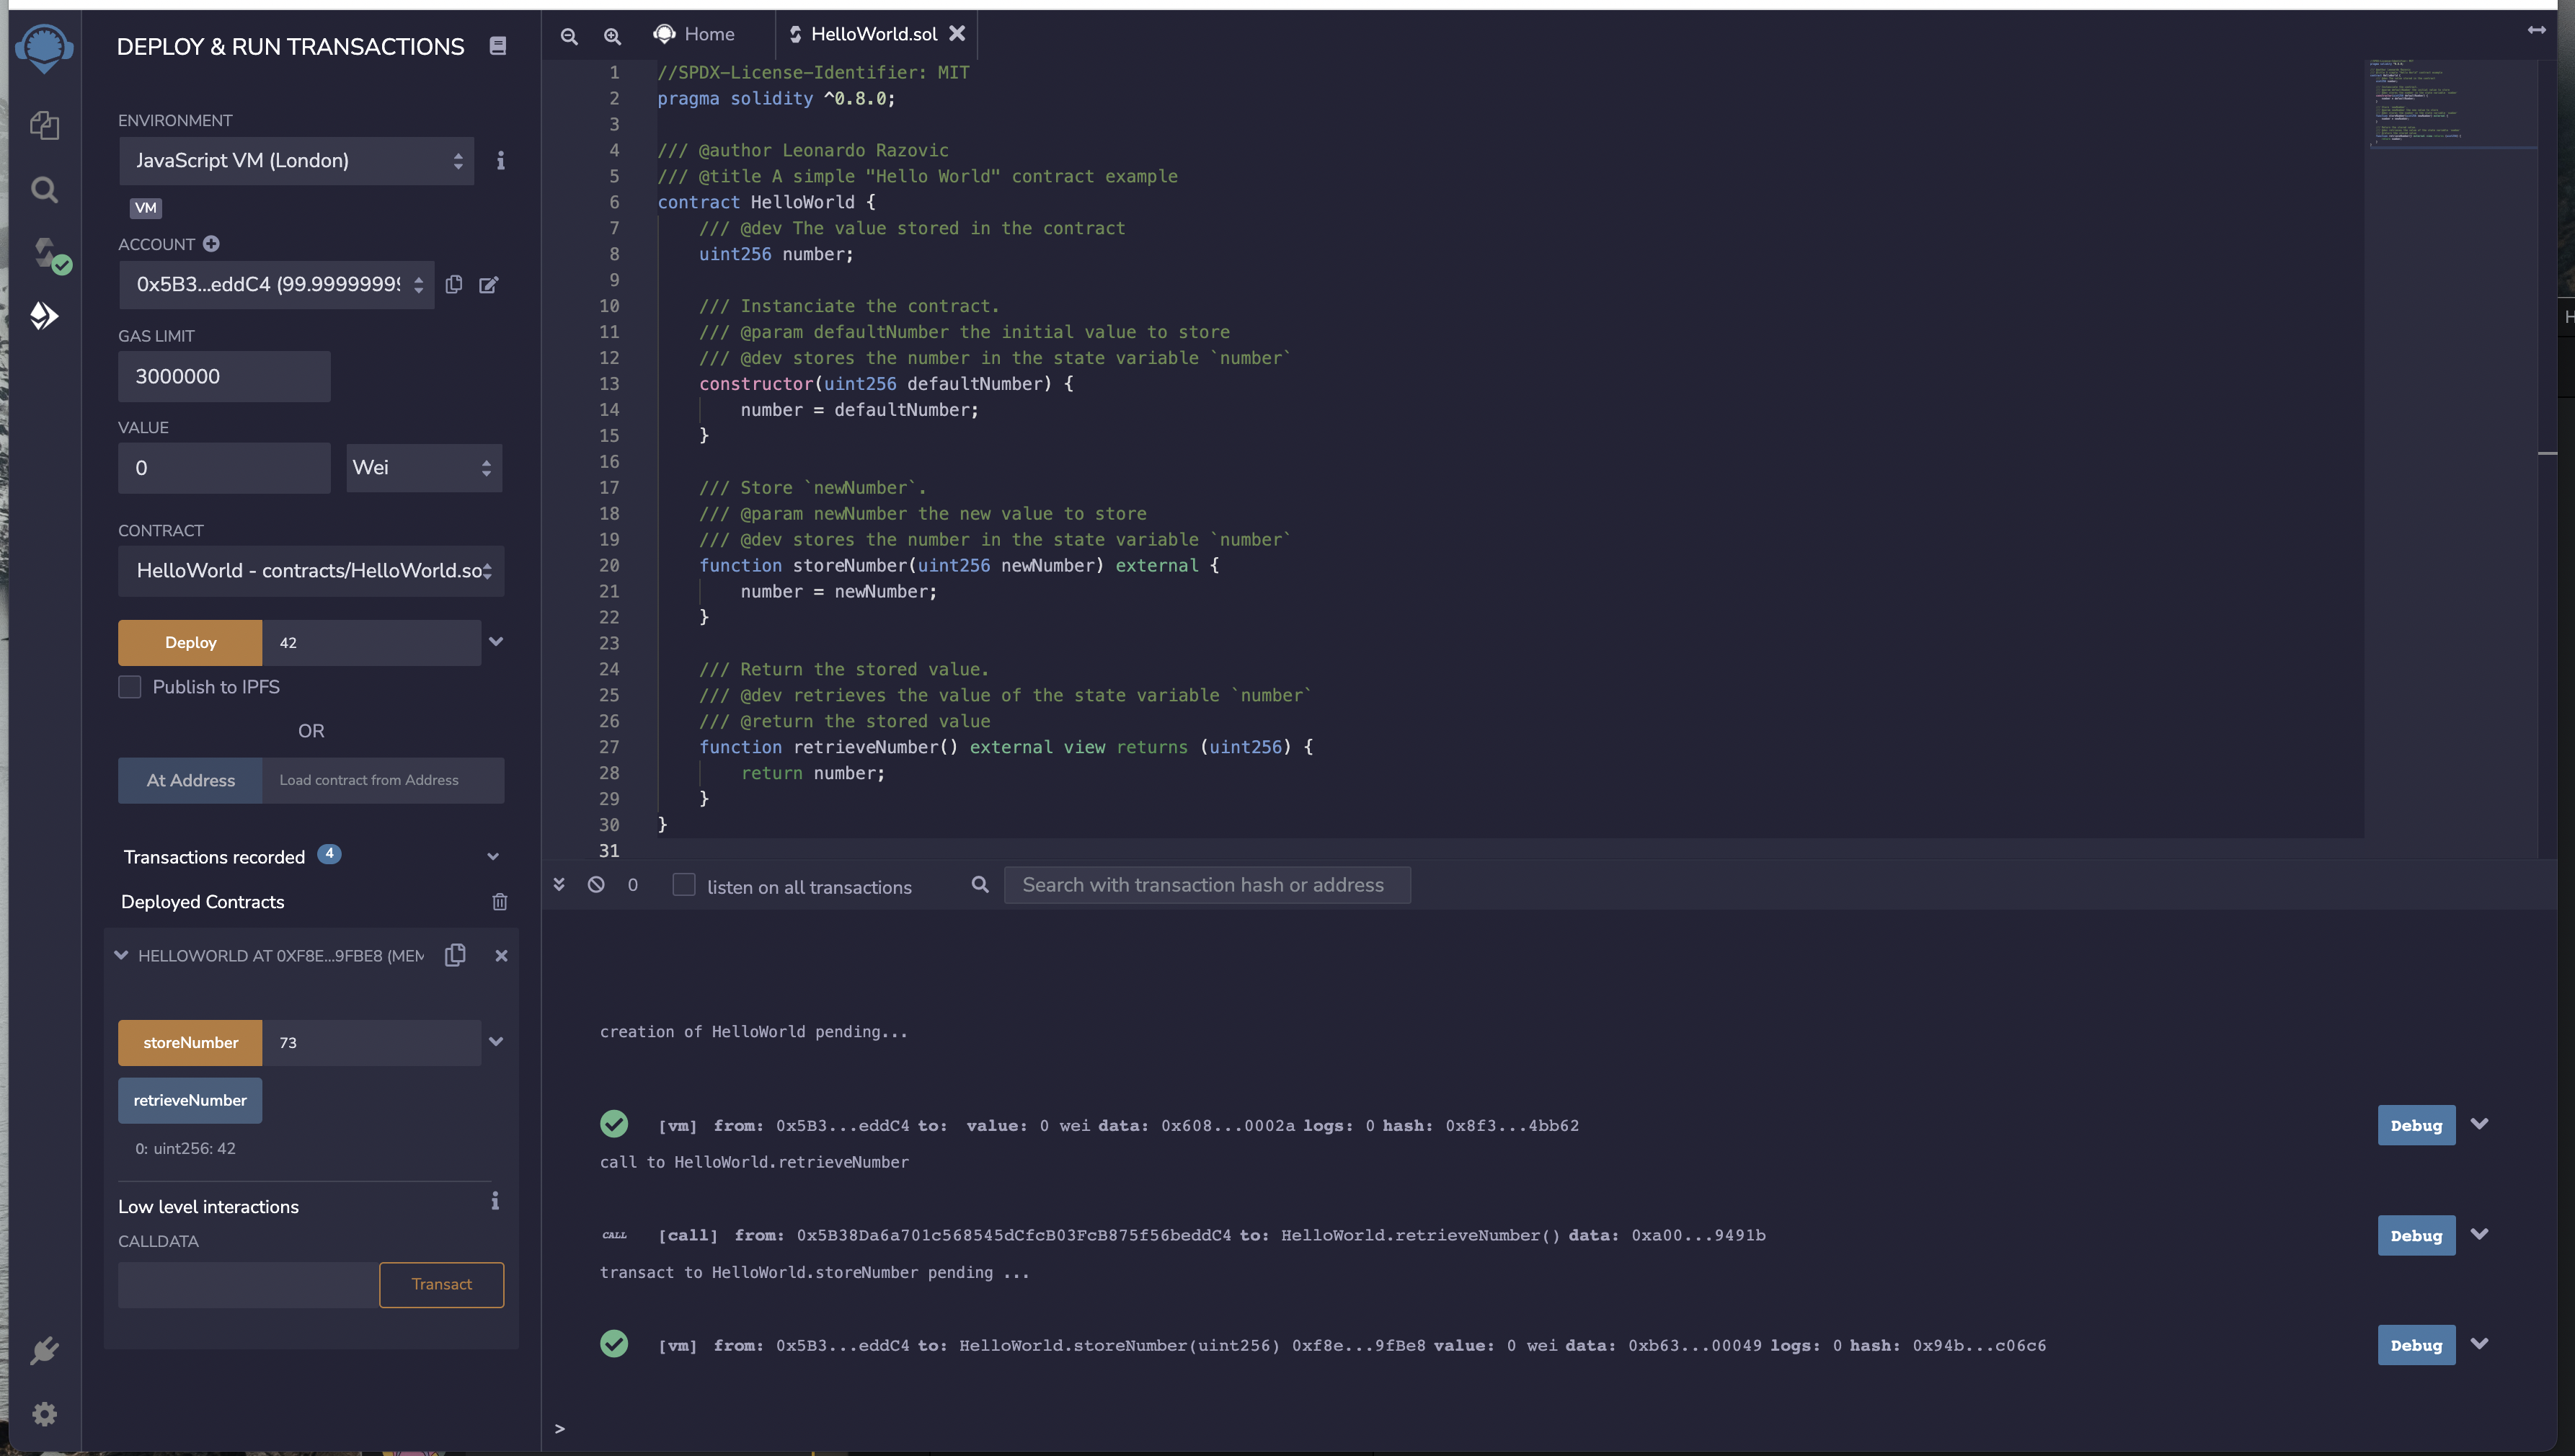 DEPLOY & RUN TRANSACTIONS
ENVIRONMENT
JavaScript VM (London)
VM
ACCOUNT
0x5B3...eddC4 (99.9999999
GAS LIMIT
3000000
VALUE
0
Wei
CONTRACT
HelloWorld - contracts/HelloWorld.so
Deploy
42
Publish to IPFS
OR
At Address
Load contract from Address
Transactions recorded 4
Deployed Contracts
HELLOWORLD AT 0XF8E...9FBE8 (MEM
storeNumber
73
retrieveNumber
0: uint256: 42
Low level interactions
CALLDATA
Transact
Home
HelloWorld.sol
1 //SPDX-License-Identifier: MIT
2 pragma solidity ^0.8.0;
3
4 /// @author Leonardo Razovic
5 /// @title A simple "Hello World" contract example
6 contract HelloWorld {
7 /// @dev The value stored in the contract
8 uint256 number;
9
10 /// Instanciate the contract.
11 /// @param defaultNumber the initial value to store
12 /// @dev stores the number in the state variable `number`
13 constructor(uint256 defaultNumber) {
14 number = defaultNumber;
15 }
16
17 /// Store `newNumber`.
18 /// @param newNumber the new value to store
19 /// @dev stores the number in the state variable `number`
20 function storeNumber(uint256 newNumber) external {
21 number = newNumber;
22 }
23
24 /// Return the stored value.
25 /// @dev retrieves the value of the state variable `number`
26 /// @return the stored value
27 function retrieveNumber() external view returns (uint256) {
28 return number;
29 }
30 }
31
0
listen on all transactions
Search with transaction hash or address
creation of HelloWorld pending...
[vm] from: 0x5B3...eddC4 to: value: 0 wei data: 0x608...0002a logs: 0 hash: 0x8f3...4bb62
Debug
call to HelloWorld.retrieveNumber
CALL [call] from: 0x5B38Da6a701c568545dCfcB03FcB875f56beddC4 to: HelloWorld.retrieveNumber() data: 0xa00...9491b
Debug
transact to HelloWorld.storeNumber pending ...
[vm] from: 0x5B3...eddC4 to: HelloWorld.storeNumber(uint256) 0xf8e...9fBe8 value: 0 wei data: 0xb63...00049 logs: 0 hash: 0x94b...c06c6
Debug
>